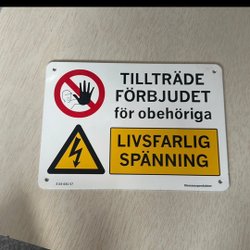 TILLTRÄDE
FÖRBJUDET
för obehöriga
LIVSFARLIG
SPÄNNING